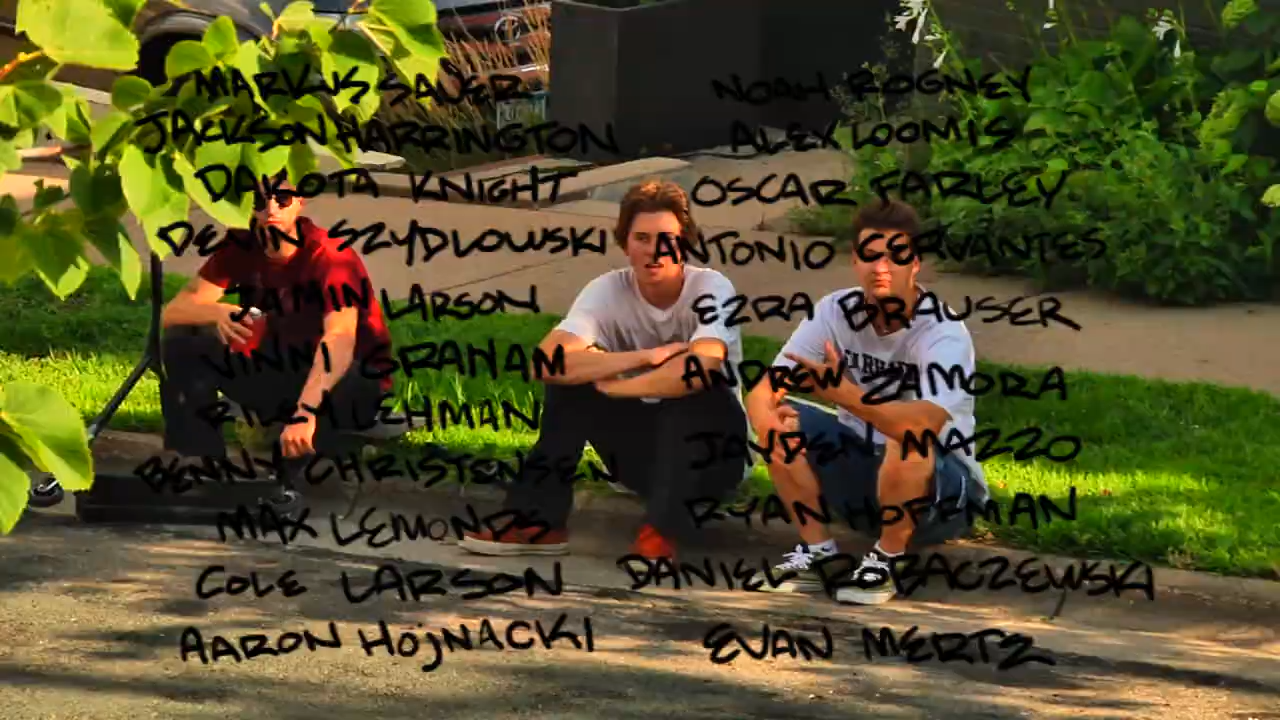 MARKUS SAUER
JACKSON HARRINGTON
DAKOTA KNIGHT
DEVIN SZYDLOWSKI
JAMIN LARSON
VINNI GRAHAM
RILEY LEHMAN
BENNY CHRISTENSEN
MAX LEMONDS
COLE LARSON
AARON HOjNACKI
NOAH ROGNEY
ALEX LOOMIS
OSCAR FARLEY
ANTONIO CERVANTES
EZRA BRAUSER
ANDREW ZAMORA
JAYDEN MAZZO
RYAN HOFFMAN
DANIEL ROBACZEWSKI
EVAN MERTZ